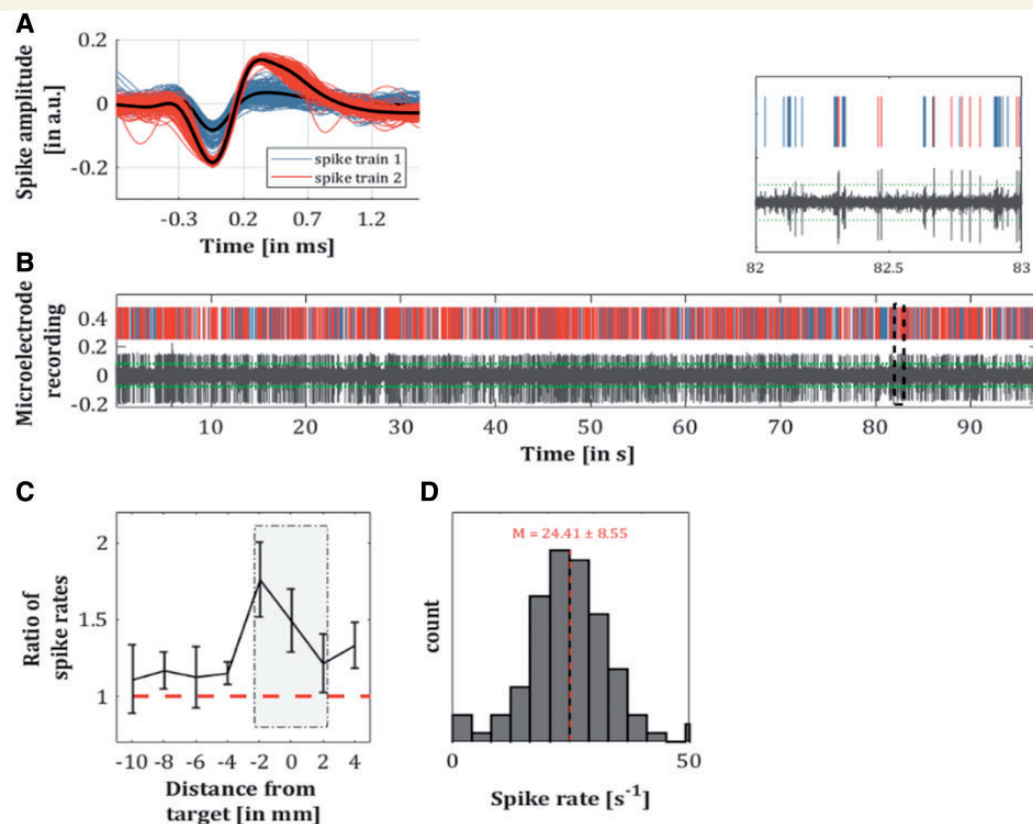 A
Spike amplitude
[in a.u.]
0.2
0
-0.2
spike train 1
spike train 2
-0.3 0.2 0.7 1.2
Time [in ms]
82 82.5 83
B
Microelectrode
recording
0.4
0.2
0
-0.2
10 20 30 40 50 60 70 80 90
Time [in s]
C
Ratio of
spike rates
2
1.5
1
-10 -8 -6 -4 -2 0 2 4
Distance from
target [in mm]
D
M = 24.41 ± 8.55
count
0 50
Spike rate [s⁻¹]